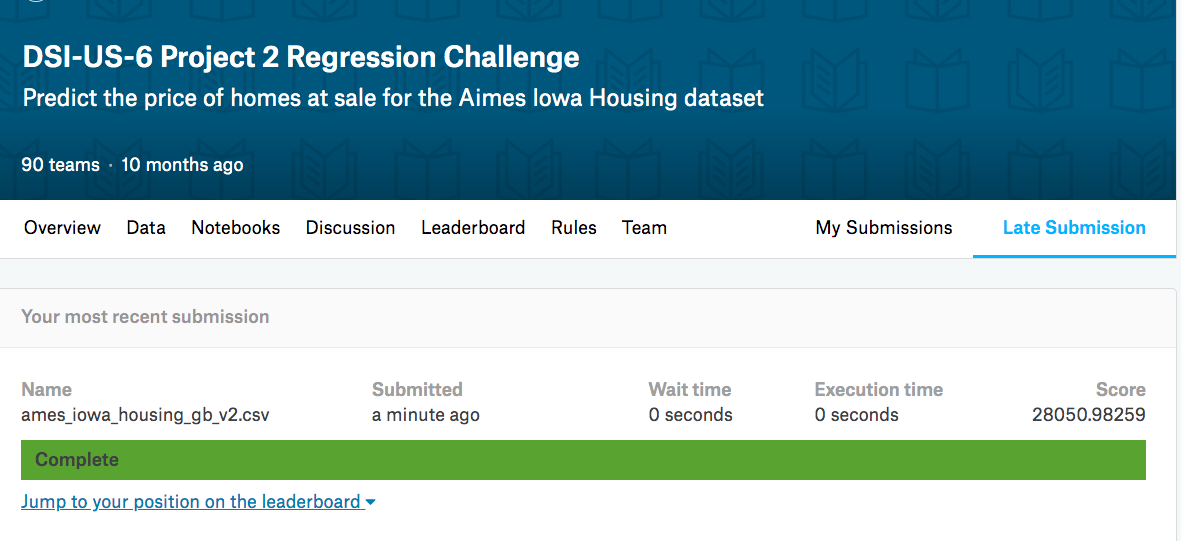 DSI-US-6 Project 2 Regression Challenge
Predict the price of homes at sale for the Aimes Iowa Housing dataset
90 teams · 10 months ago
Overview Data Notebooks Discussion Leaderboard Rules Team My Submissions Late Submission
Your most recent submission
Name Submitted Wait time Execution time Score
ames_iowa_housing_gb_v2.csv a minute ago 0 seconds 0 seconds 28050.98259
Complete
Jump to your position on the leaderboard